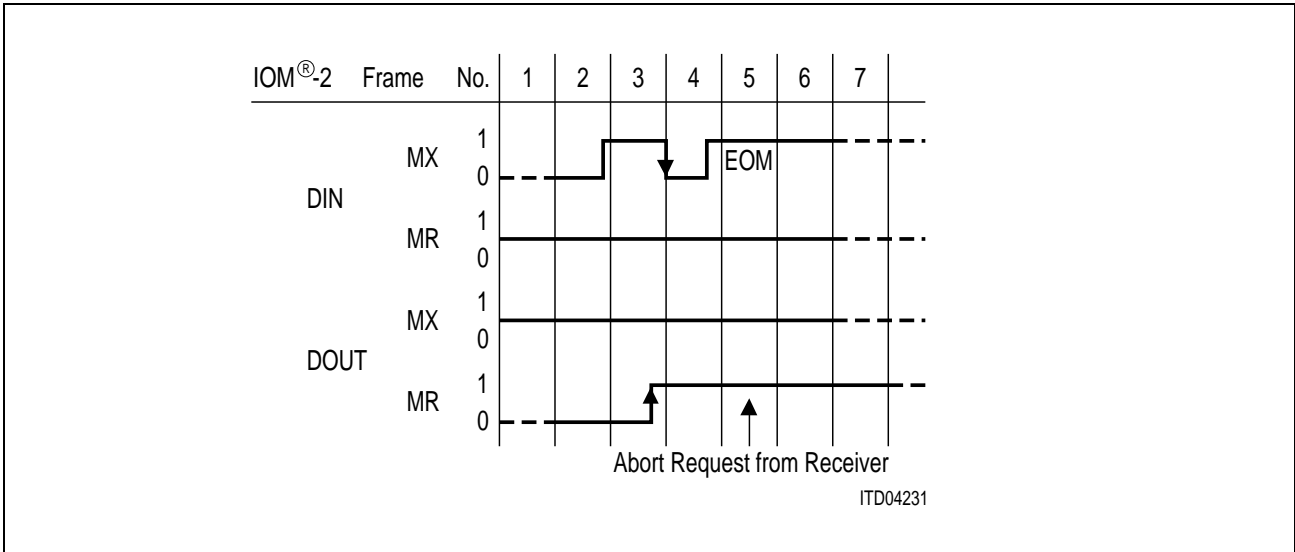 IOM®-2 Frame No. 1 2 3 4 5 6 7
1
MX
0
EOM
DIN
1
MR
0
1
MX
0
DOUT
1
MR
0
Abort Request from Receiver
ITD04231